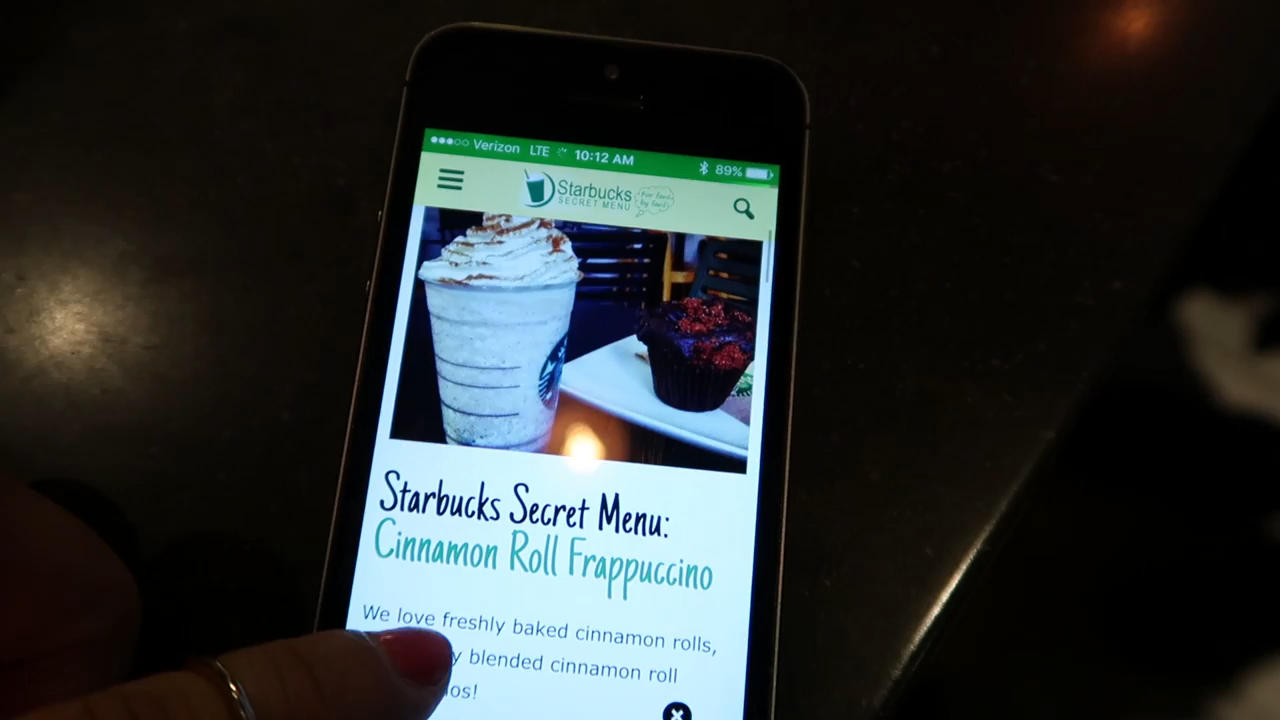 Verizon LTE 10:12 AM 89%
Starbucks
SECRET MENU
For fans,
by fans!
Starbucks Secret Menu:
Cinnamon Roll Frappuccino
We love freshly baked cinnamon rolls,
blended cinnamon roll